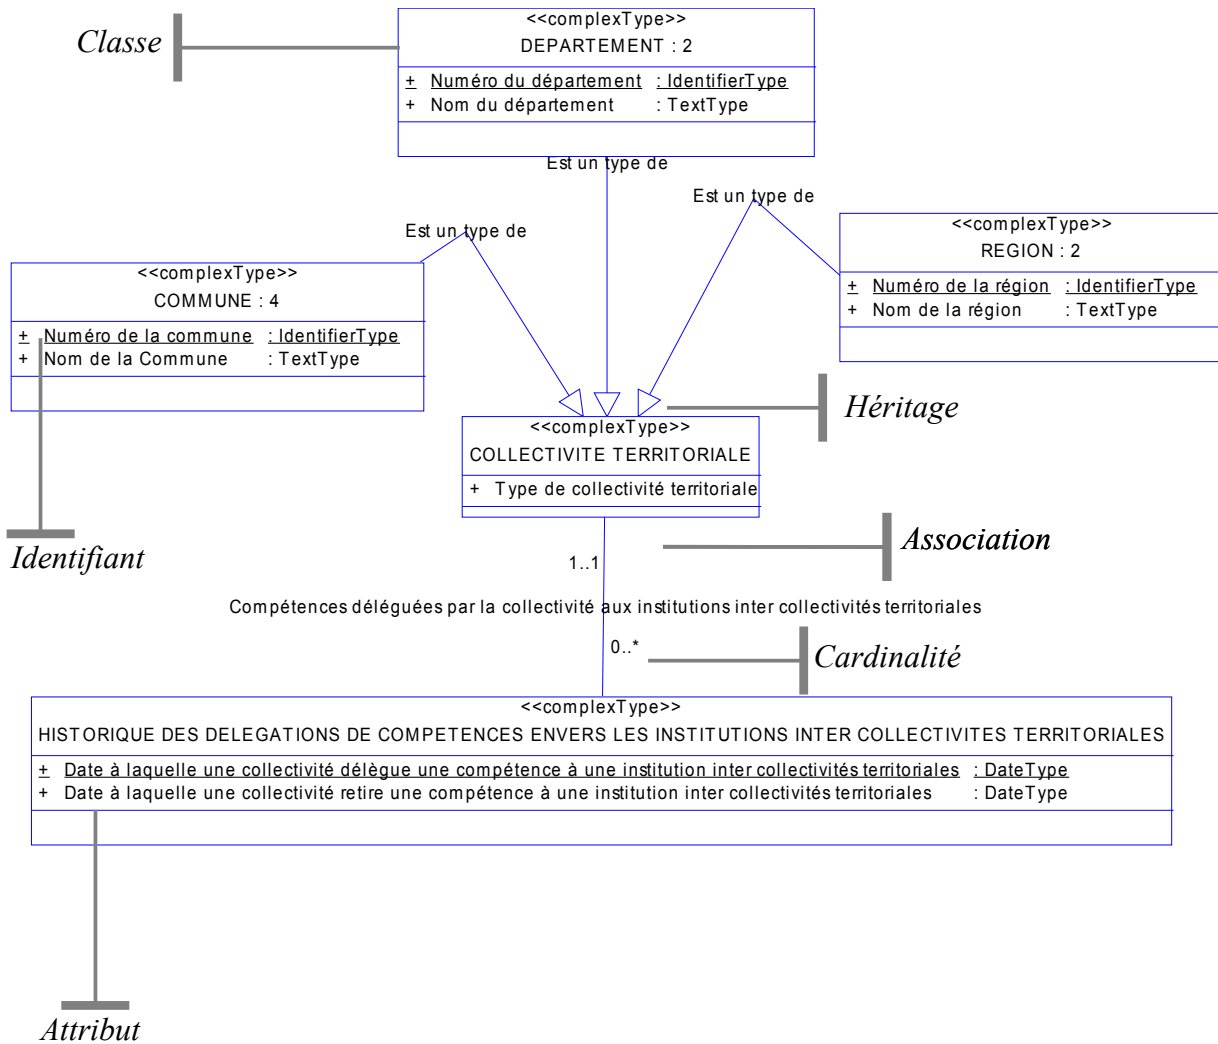 Classe
<<complexType>>
DEPARTEMENT : 2
+ Numéro du département : IdentifierType
+ Nom du département : TextType
Est un type de
Est un type de
Est un type de
<<complexType>>
REGION : 2
+ Numéro de la région : IdentifierType
+ Nom de la région : TextType
<<complexType>>
COMMUNE : 4
+ Numéro de la commune : IdentifierType
+ Nom de la Commune : TextType
Héritage
<<complexType>>
COLLECTIVITE TERRITORIALE
+ Type de collectivité territoriale
Identifiant
Association
1..1
Compétences déléguées par la collectivité aux institutions inter collectivités territoriales
0..*
Cardinalité
<<complexType>>
HISTORIQUE DES DELEGATIONS DE COMPETENCES ENVERS LES INSTITUTIONS INTER COLLECTIVITES TERRITORIALES
+ Date à laquelle une collectivité délègue une compétence à une institution inter collectivités territoriales : DateType
+ Date à laquelle une collectivité retire une compétence à une institution inter collectivités territoriales : DateType
Attribut